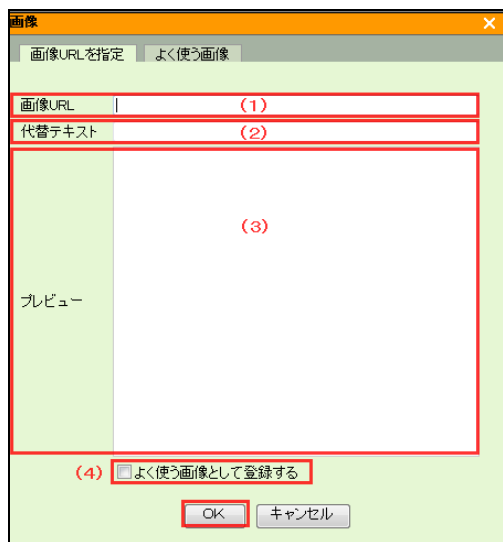 画像
画像URLを指定 よく使う画像
画像URL (1)
代替テキスト (2)
プレビュー (3)
(4) よく使う画像として登録する
OK キャンセル